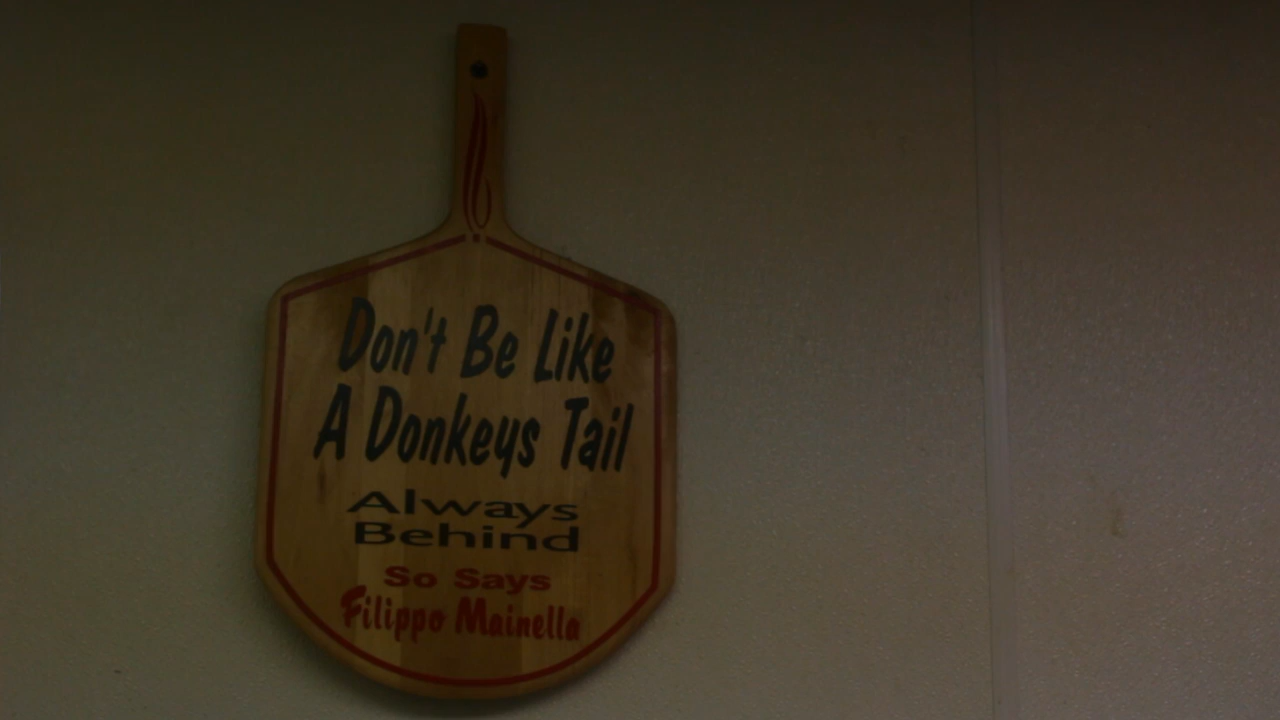 Don't Be Like
A Donkeys Tail
Always
Behind
So Says
Filippo Mainella